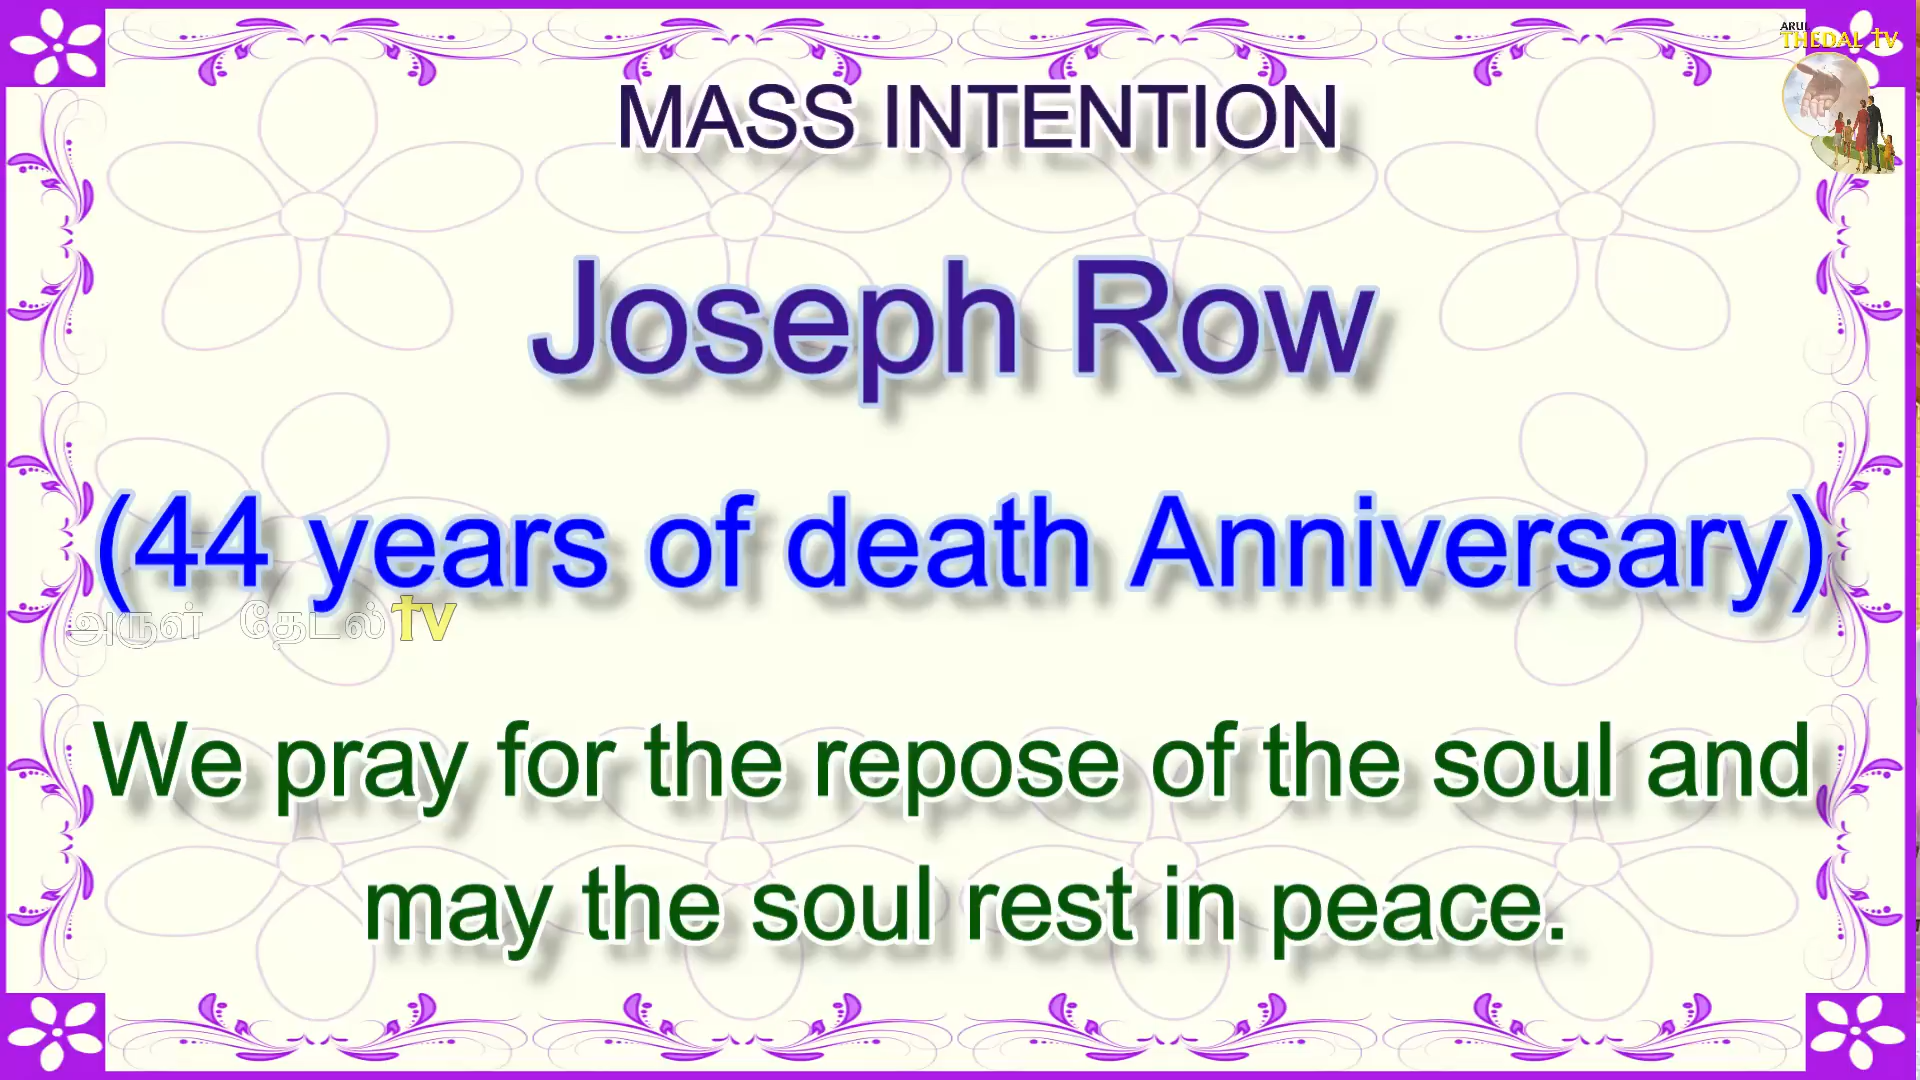 ARUL
THEDAL TV
MASS INTENTION
Joseph Row
(44 years of death Anniversary)
அருள் தேடல் TV
We pray for the repose of the soul and
may the soul rest in peace.